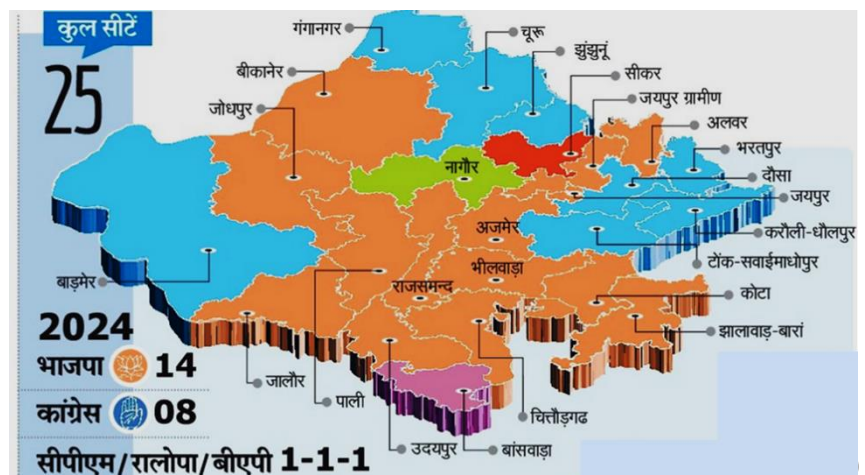 कुल सीटें
25
गंगानगर
चूरू
झुंझुनूं
बीकानेर
सीकर
जोधपुर
जयपुर ग्रामीण
अलवर
भरतपुर
नागौर
दौसा
जयपुर
अजमेर
करौली-धौलपुर
टोंक-सवाईमाधोपुर
बाड़मेर
भीलवाड़ा
राजसमन्द
कोटा
झालावाड़-बारां
2024
भाजपा 14
जालौर
पाली
कांग्रेस 08
चित्तौड़गढ
उदयपुर
बांसवाड़ा
सीपीएम/रालोपा/बीएपी 1-1-1